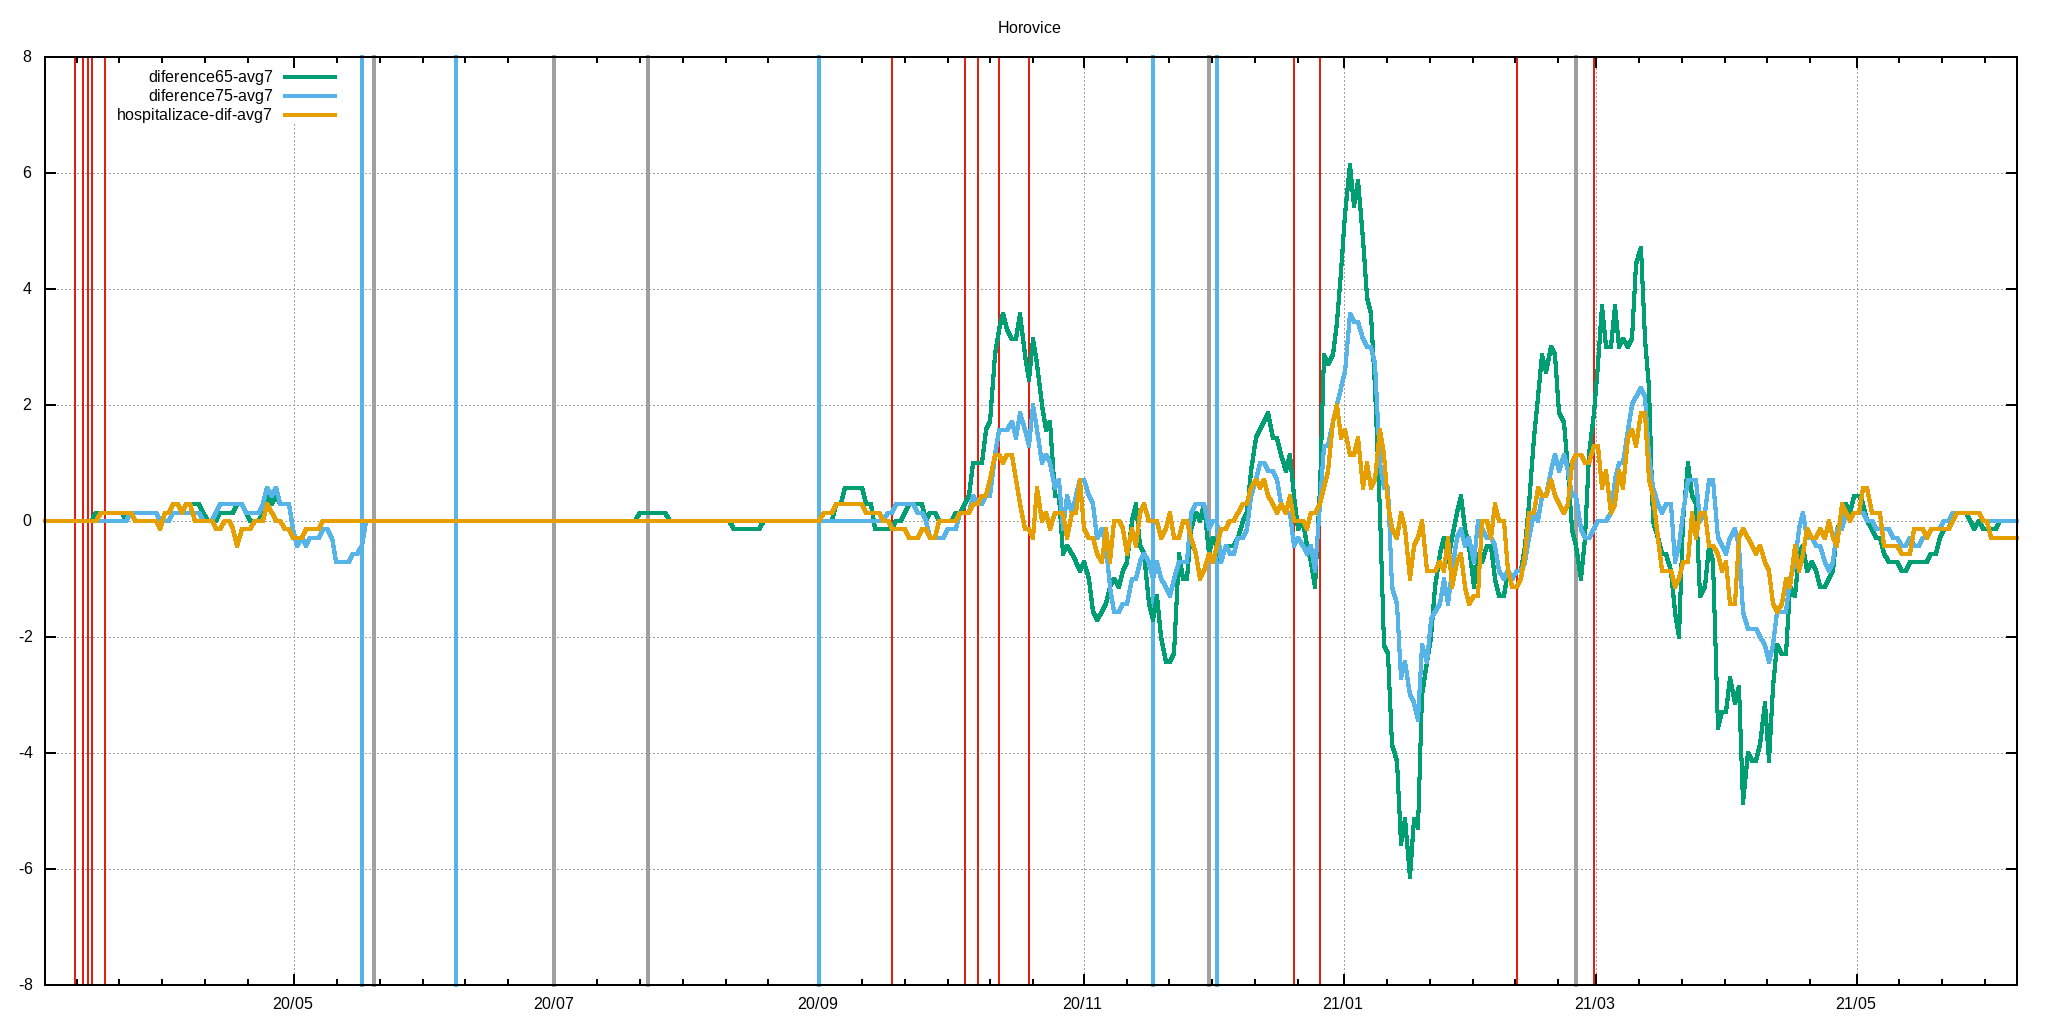 Horovice
diference65-avg7
diference75-avg7
hospitalizace-dif-avg7
8
6
4
2
0
-2
-4
-6
-8
20/05 20/07 20/09 20/11 21/01 21/03 21/05